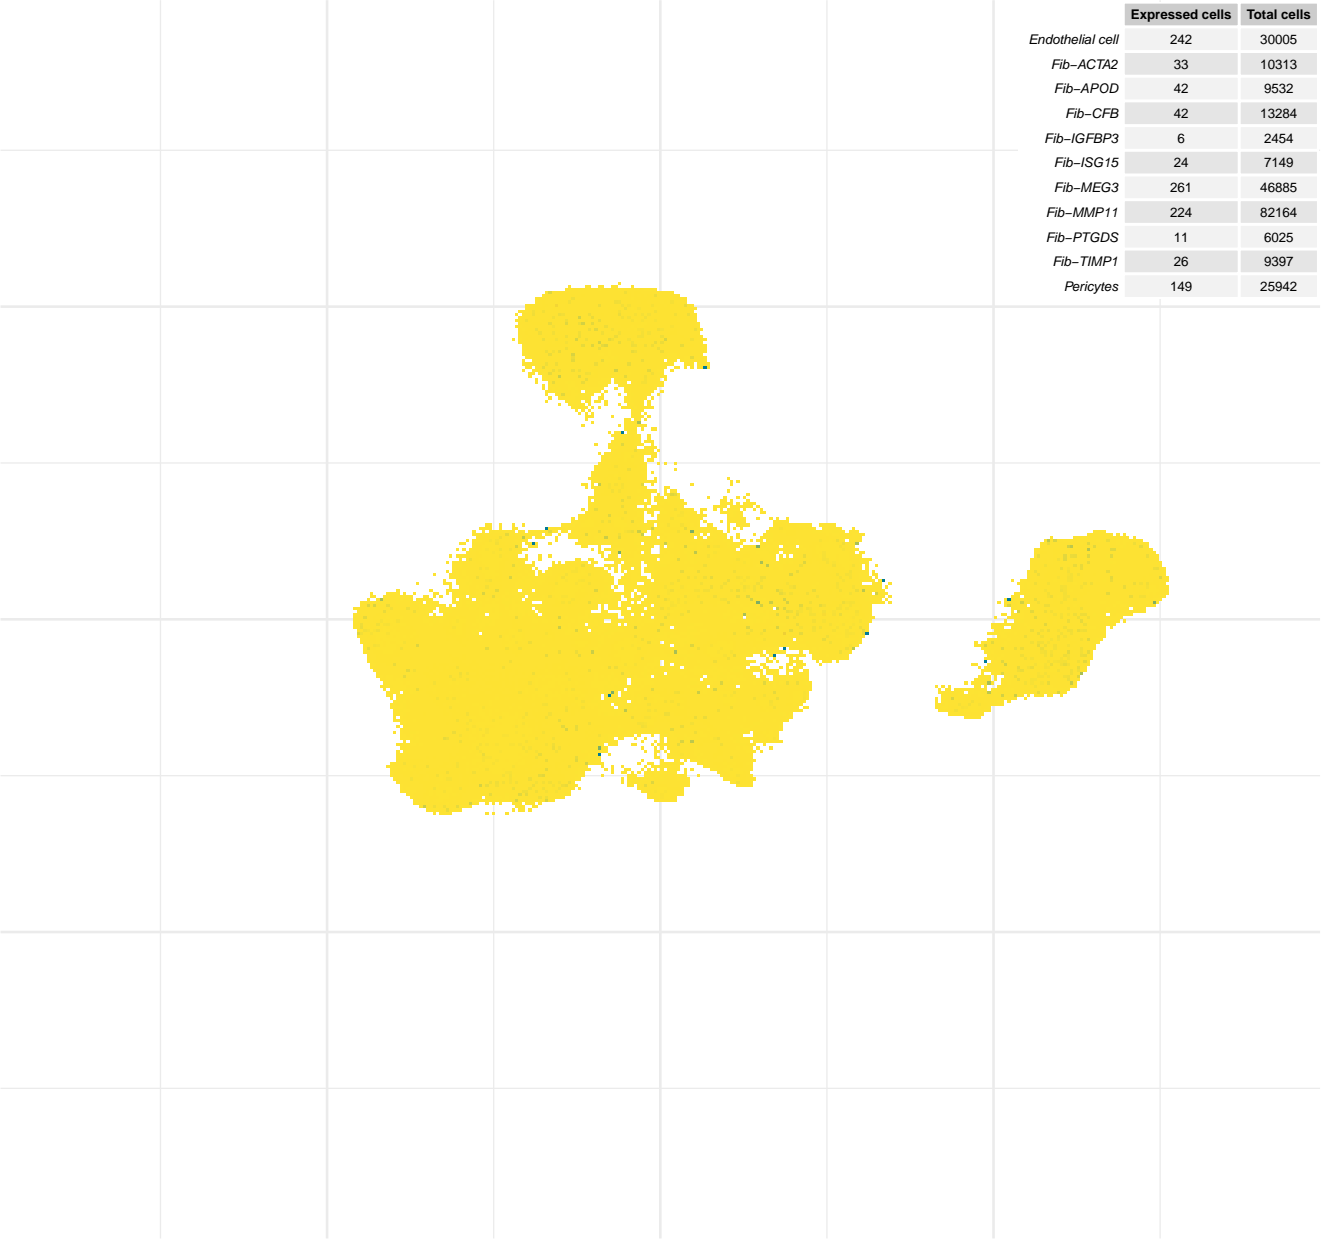 Expressed cells Total cells
Endothelial cell 242 30005
Fib−ACTA2 33 10313
Fib−APOD 42 9532
Fib−CFB 42 13284
Fib−IGFBP3 6 2454
Fib−ISG15 24 7149
Fib−MEG3 261 46885
Fib−MMP11 224 82164
Fib−PTGDS 11 6025
Fib−TIMP1 26 9397
Pericytes 149 25942